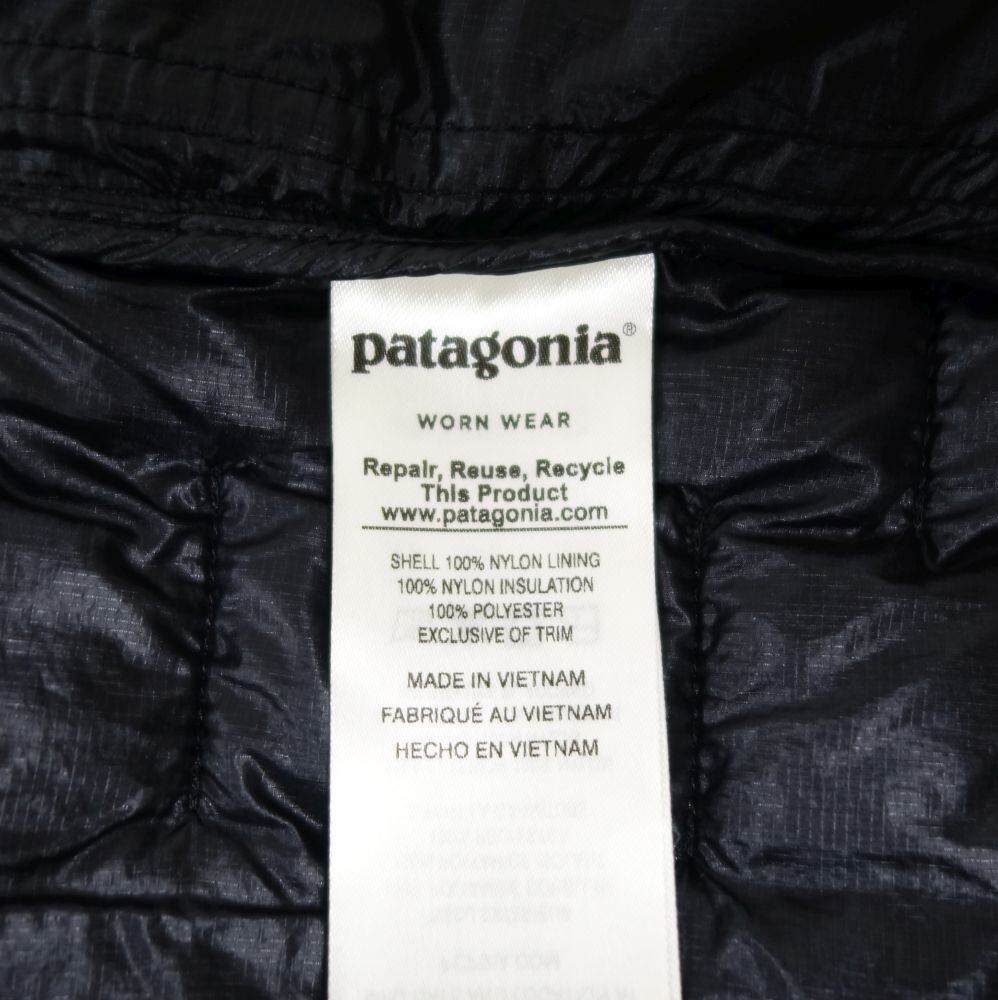 patagonia®
WORN WEAR
Repair, Reuse, Recycle
This Product
www.patagonia.com
SHELL 100% NYLON LINING
100% NYLON INSULATION
100% POLYESTER
EXCLUSIVE OF TRIM
MADE IN VIETNAM
FABRIQUÉ AU VIETNAM
HECHO EN VIETNAM